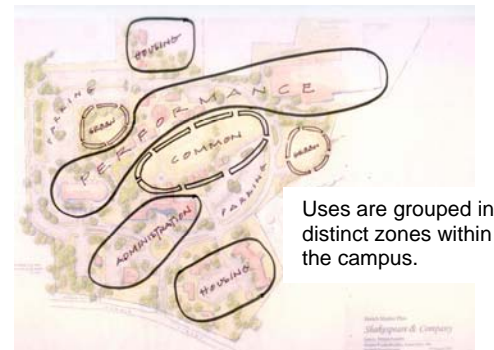 HOUSING
PARKING
GREEN
PERFORMANCE
COMMON
GREEN
PARKING
ADMINISTRATION
HOUSING
Uses are grouped in
distinct zones within
the campus.
Shakespeare & Company